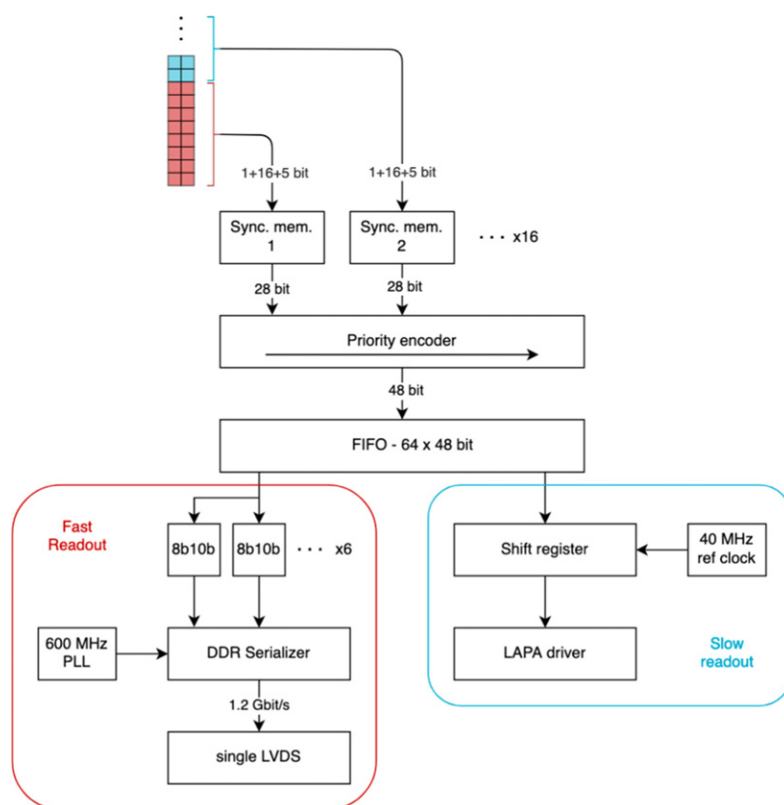 1+16+5 bit
1+16+5 bit
Sync. mem.
1
Sync. mem.
2
· · · x16
28 bit
28 bit
Priority encoder
48 bit
FIFO - 64 x 48 bit
Fast
Readout
8b10b
8b10b
· · · x6
600 MHz
PLL
DDR Serializer
1.2 Gbit/s
single LVDS
Shift register
40 MHz
ref clock
LAPA driver
Slow
readout